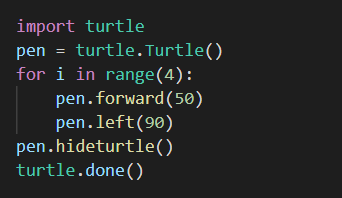 import turtle
pen = turtle.Turtle()
for i in range(4):
    pen.forward(50)
    pen.left(90)
pen.hideturtle()
turtle.done()